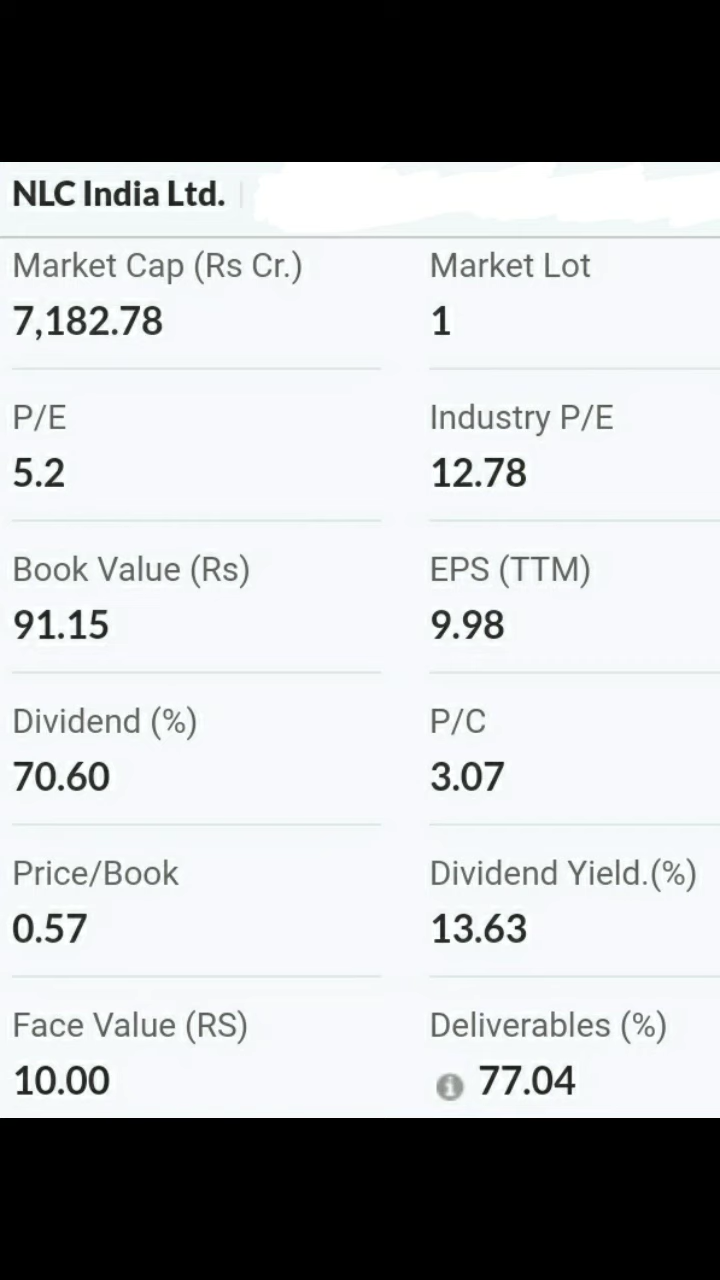 NLC India Ltd.
Market Cap (Rs Cr.) Market Lot
7,182.78 1
P/E Industry P/E
5.2 12.78
Book Value (Rs) EPS (TTM)
91.15 9.98
Dividend (%) P/C
70.60 3.07
Price/Book Dividend Yield.(%)
0.57 13.63
Face Value (RS) Deliverables (%)
10.00 77.04